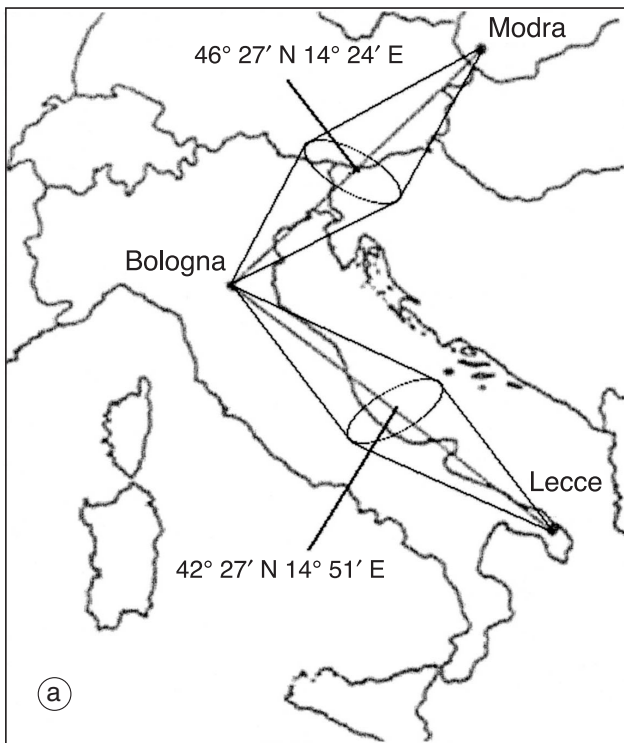 Modra
46° 27′ N 14° 24′ E
Bologna
Lecce
42° 27′ N 14° 51′ E
a